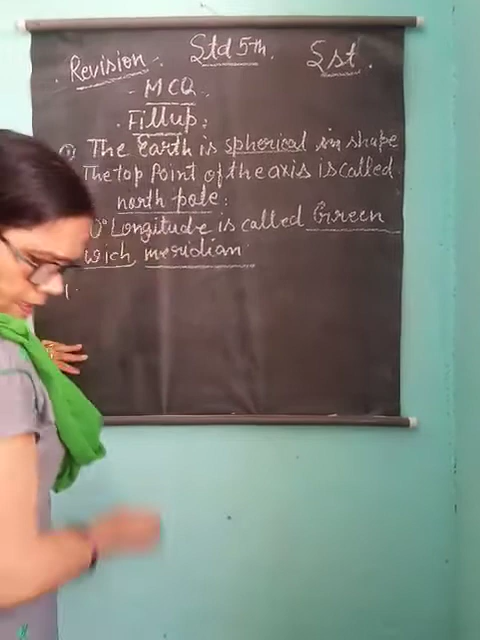 Revision. Std 5th. Sst.
- MCQ
. Fillup:
① The Earth is spherical in shape
The top Point of the axis is called
north pole.
0° Longitude is called Green
wich meridian